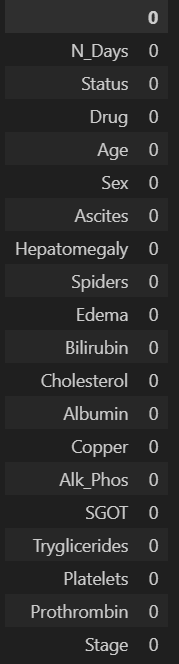 0
N_Days 0
Status 0
Drug 0
Age 0
Sex 0
Ascites 0
Hepatomegaly 0
Spiders 0
Edema 0
Bilirubin 0
Cholesterol 0
Albumin 0
Copper 0
Alk_Phos 0
SGOT 0
Tryglicerides 0
Platelets 0
Prothrombin 0
Stage 0